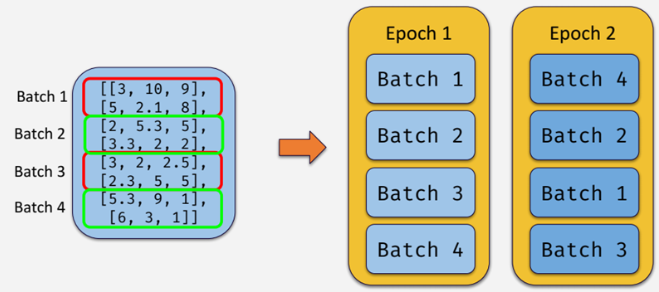 Batch 1
Batch 2
Batch 3
Batch 4
[[3, 10, 9],
[5, 2.1, 8],
[2, 5.3, 5],
[3.3, 2, 2],
[3, 2, 2.5],
[2.3, 5, 5],
[5.3, 9, 1],
[6, 3, 1]]
Epoch 1
Batch 1
Batch 2
Batch 3
Batch 4
Epoch 2
Batch 4
Batch 2
Batch 1
Batch 3